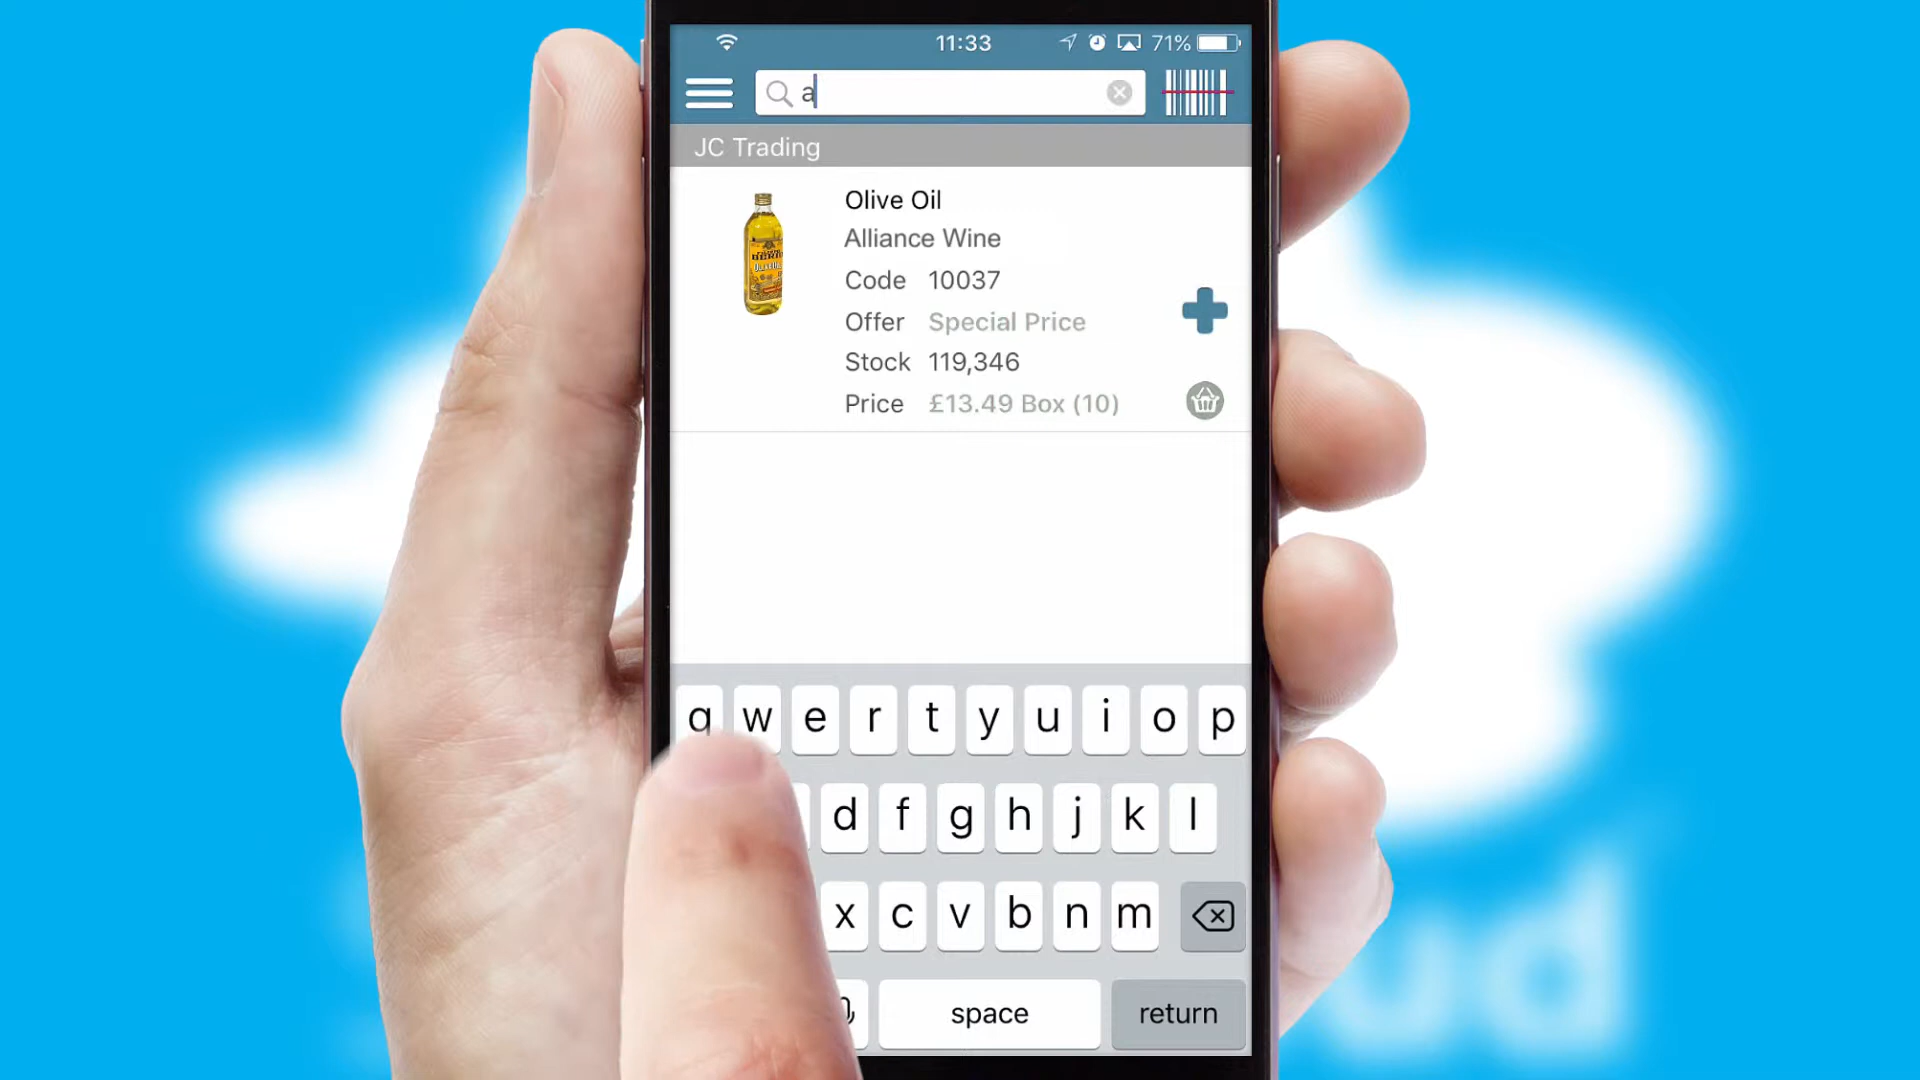 11:33
71%
a
JC Trading
Olive Oil
Alliance Wine
Code 10037
Offer Special Price
Stock 119,346
Price £13.49 Box (10)
q w e r t y u i o p
d f g h j k l
x c v b n m
space return